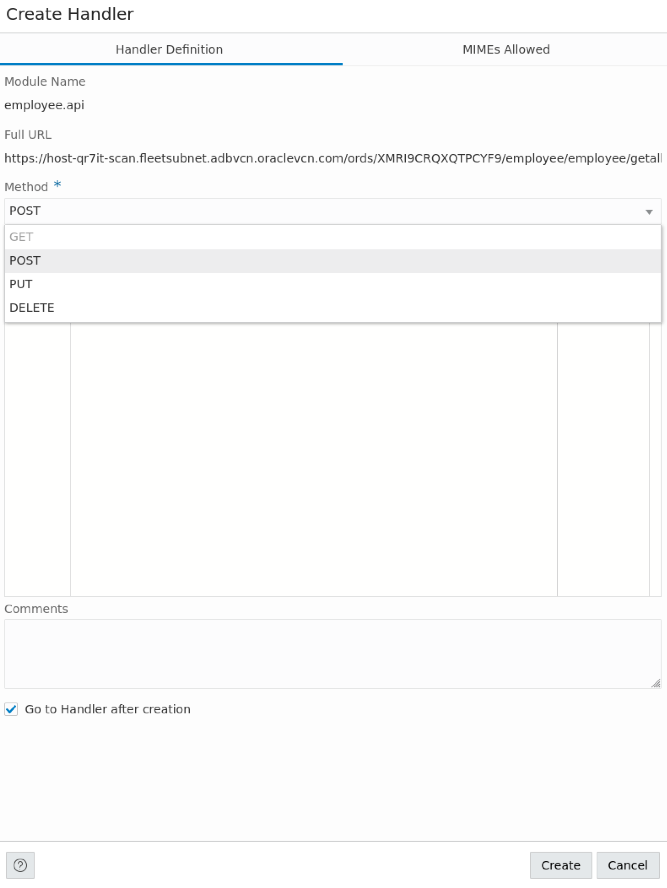 Create Handler
Handler Definition
MIMEs Allowed
Module Name
employee.api
Full URL
https://host-qr7it-scan.fleetsubnet.adbvcn.oraclevcn.com/ords/XMRI9CRQXQTPCYF9/employee/employee/getall
Method *
POST
GET
POST
PUT
DELETE
Comments
Go to Handler after creation
Create
Cancel